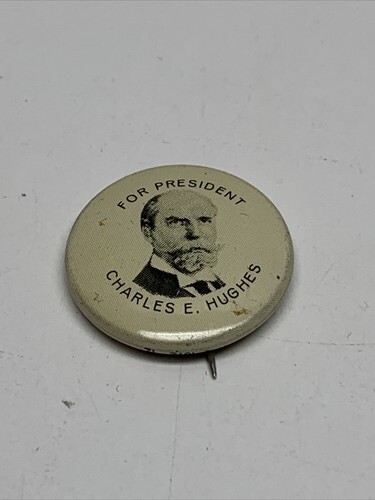 FOR PRESIDENT
CHARLES E. HUGHES